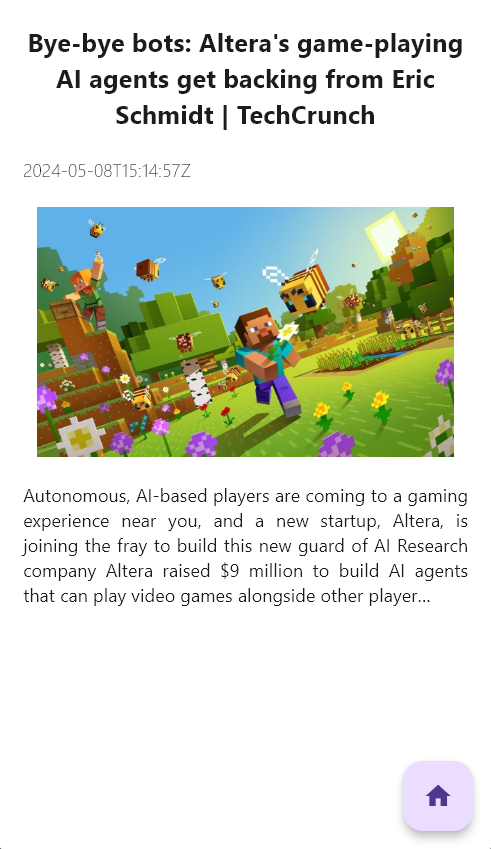 Bye-bye bots: Altera's game-playing
AI agents get backing from Eric
Schmidt | TechCrunch
2024-05-08T15:14:57Z
Autonomous, AI-based players are coming to a gaming
experience near you, and a new startup, Altera, is
joining the fray to build this new guard of AI Research
company Altera raised $9 million to build AI agents
that can play video games alongside other player…